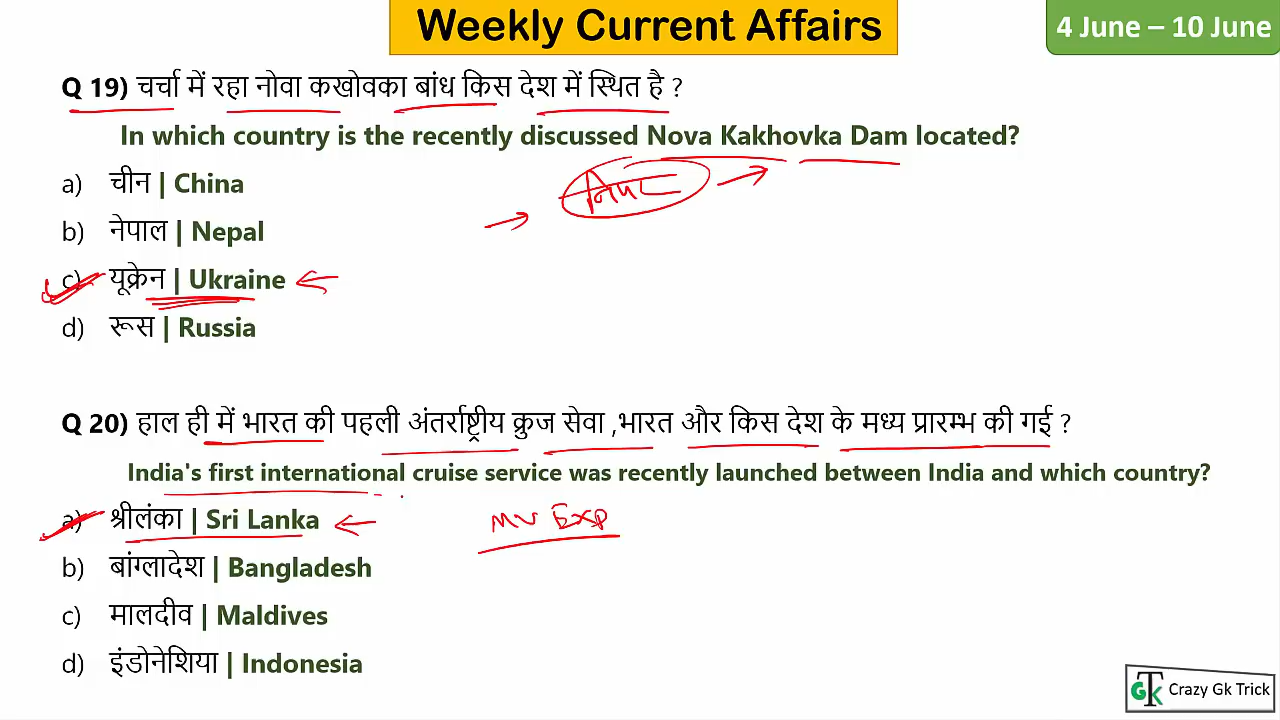 Weekly Current Affairs
4 June – 10 June
Q 19) चर्चा में रहा नोवा कखोवका बांध किस देश में स्थित है ?
In which country is the recently discussed Nova Kakhovka Dam located?
a) चीन | China
b) नेपाल | Nepal
c) यूक्रेन | Ukraine
d) रूस | Russia
Q 20) हाल ही में भारत की पहली अंतर्राष्ट्रीय क्रुज सेवा ,भारत और किस देश के मध्य प्रारम्भ की गई ?
India's first international cruise service was recently launched between India and which country?
a) श्रीलंका | Sri Lanka
MV Exp
b) बांग्लादेश | Bangladesh
c) मालदीव | Maldives
d) इंडोनेशिया | Indonesia
GTK Crazy Gk Trick